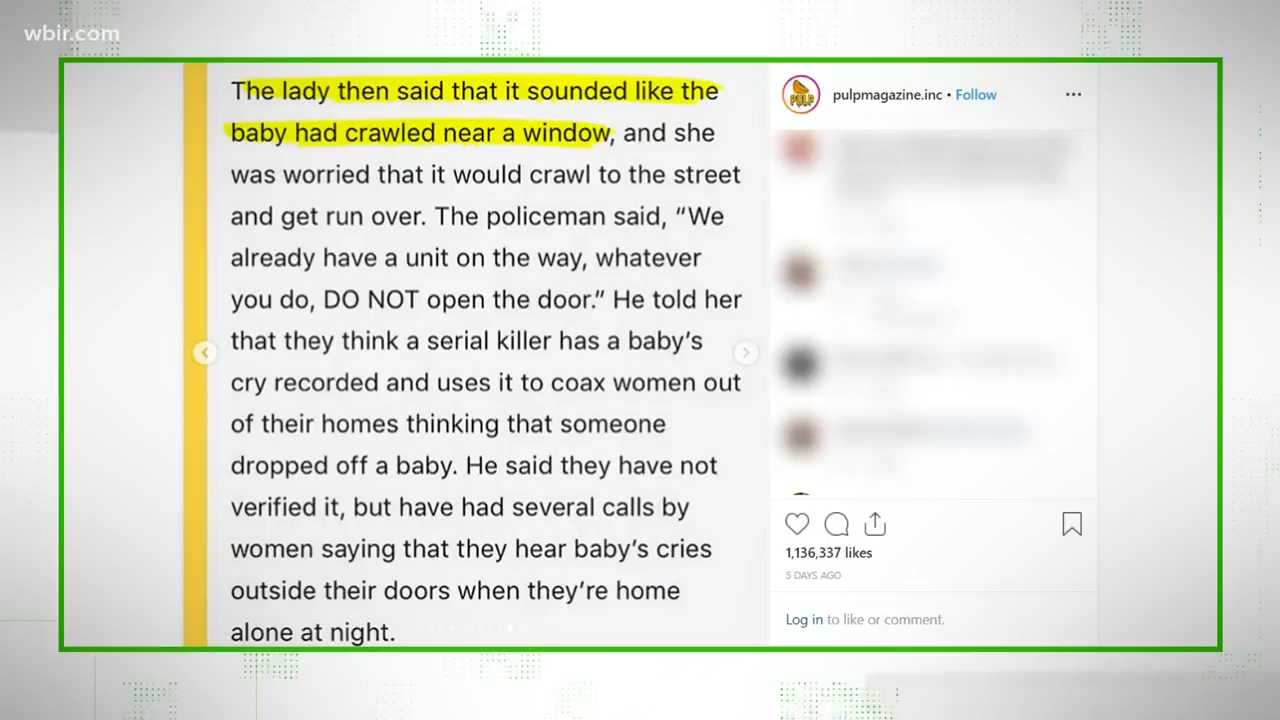 wbir.com
The lady then said that it sounded like the
baby had crawled near a window, and she
was worried that it would crawl to the street
and get run over. The policeman said, “We
already have a unit on the way, whatever
you do, DO NOT open the door.” He told her
that they think a serial killer has a baby’s
cry recorded and uses it to coax women out
of their homes thinking that someone
dropped off a baby. He said they have not
verified it, but have had several calls by
women saying that they hear baby’s cries
outside their doors when they’re home
alone at night.
PULP
pulpmagazine.inc • Follow
1,136,337 likes
5 DAYS AGO
Log in to like or comment.